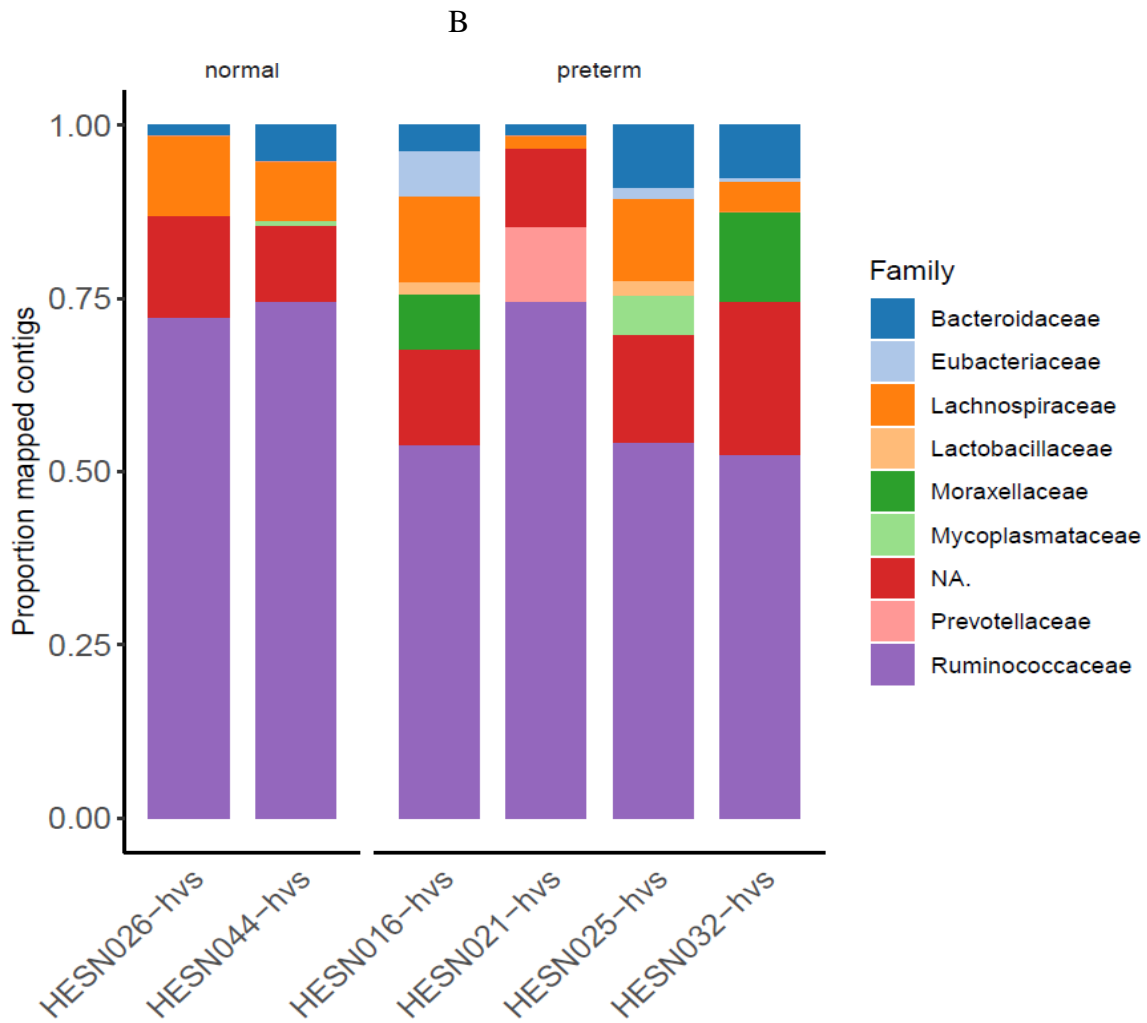 B
normal
preterm
1.00
0.75
0.50
0.25
0.00
Proportion mapped contigs
HESN026-hvs
HESN044-hvs
HESN016-hvs
HESN021-hvs
HESN025-hvs
HESN032-hvs
Family
Bacteroidaceae
Eubacteriaceae
Lachnospiraceae
Lactobacillaceae
Moraxellaceae
Mycoplasmataceae
NA.
Prevotellaceae
Ruminococcaceae